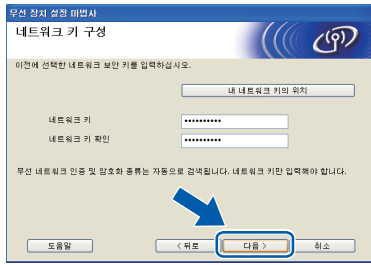 무선 장치 설정 마법사
네트워크 키 구성
이전에 선택한 네트워크 보안 키를 입력하십시오.
내 네트워크 키의 위치
네트워크 키
••••••••••
네트워크 키 확인
••••••••••
무선 네트워크 인증 및 암호화 종류는 자동으로 검색됩니다. 네트워크 키만 입력해야 합니다.
도움말
< 뒤로
다음 >
취소